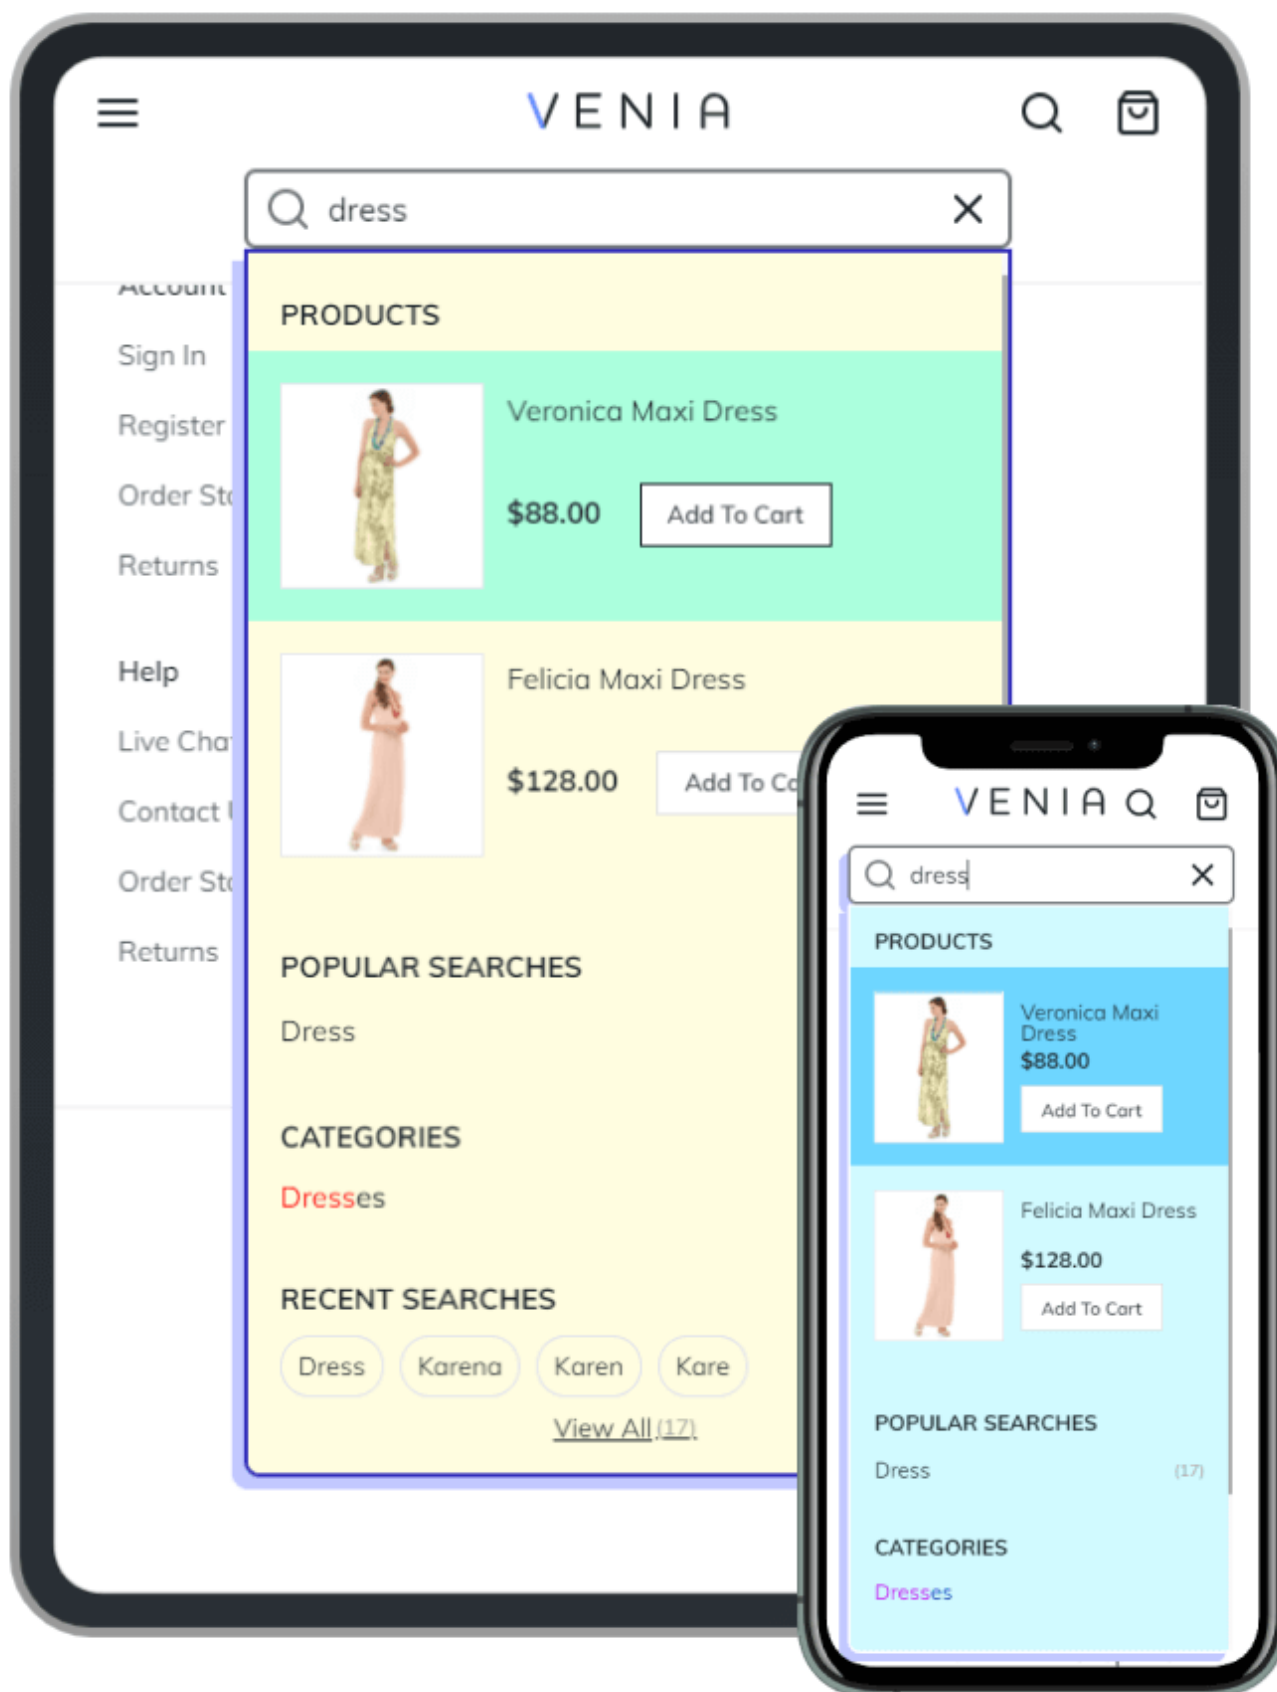 VENIA
dress
Account
Sign In
Register
Order Sta
Returns
Help
Live Chat
Contact U
Order Sta
Returns
PRODUCTS
Veronica Maxi Dress
$88.00 Add To Cart
Felicia Maxi Dress
$128.00 Add To Ca
POPULAR SEARCHES
Dress
CATEGORIES
Dresses
RECENT SEARCHES
Dress Karena Karen Kare
View All (17)
VENIA
dress
PRODUCTS
Veronica Maxi
Dress
$88.00
Add To Cart
Felicia Maxi Dress
$128.00
Add To Cart
POPULAR SEARCHES
Dress (17)
CATEGORIES
Dresses